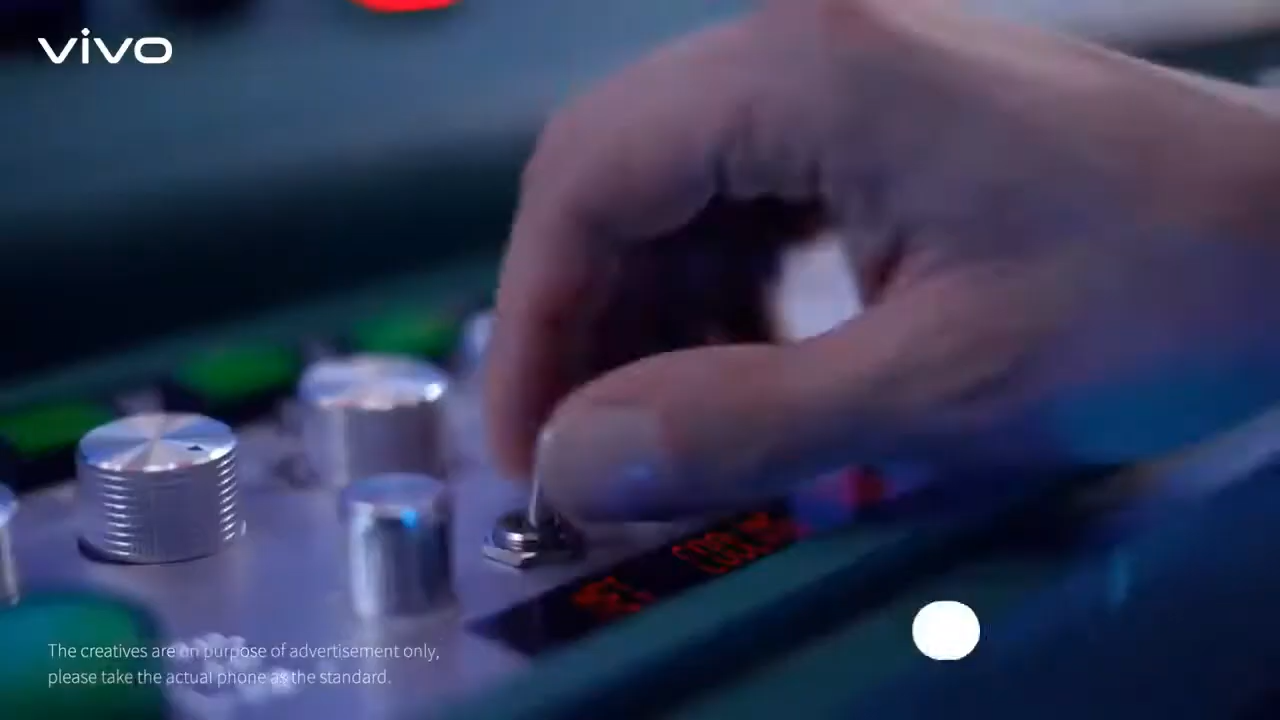 vivo
The creatives are on purpose of advertisement only,
please take the actual phone as the standard.